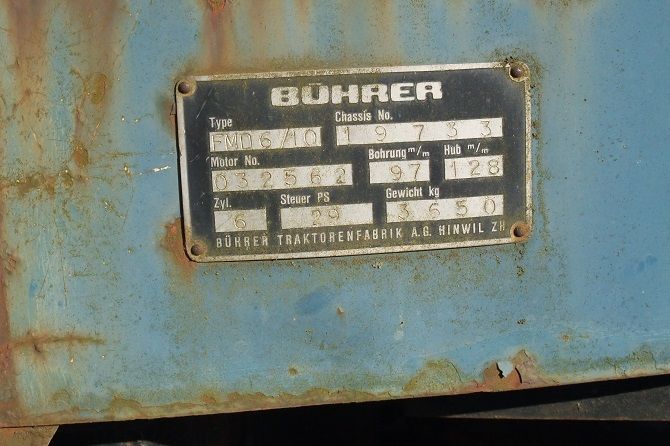 BÜHRER
Type Chassis No.
FMD6/10 19733
Motor No. Bohrung m/m Hub m/m
032562 97 128
Zyl. Steuer PS Gewicht kg
6 29 3650
BÜHRER TRAKTORENFABRIK A.G. HINWIL ZH